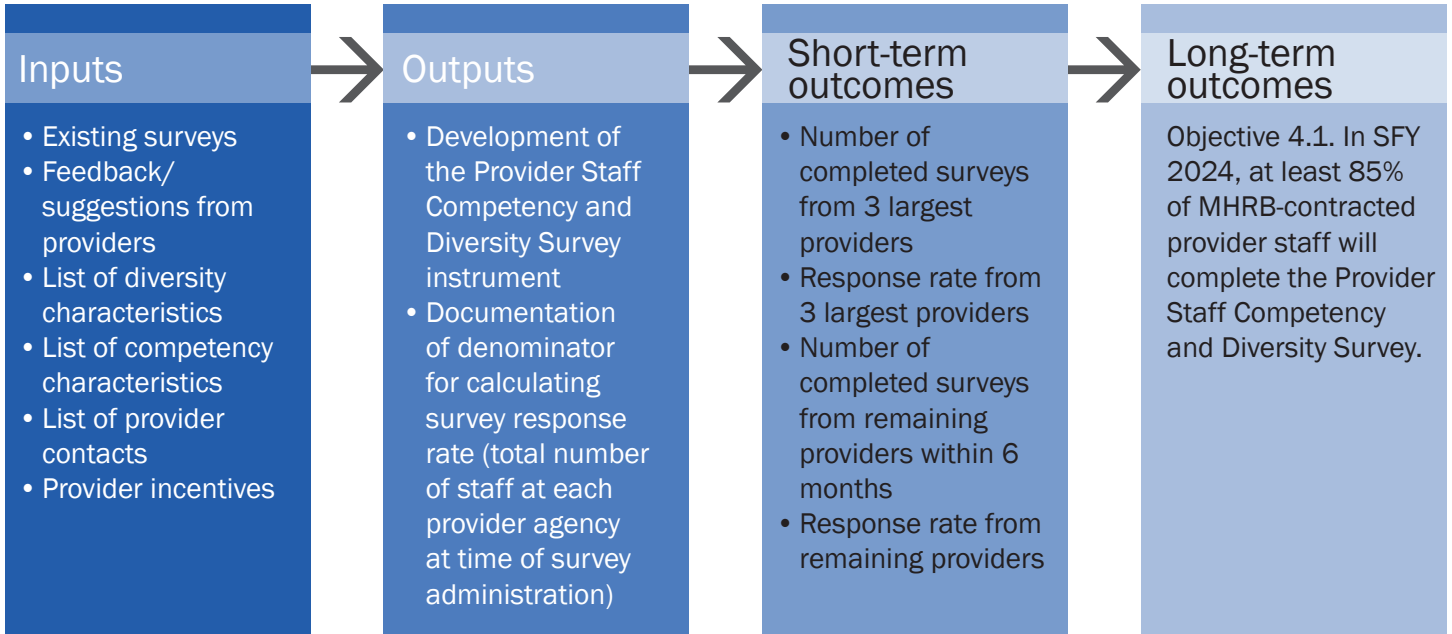 Inputs
• Existing surveys
• Feedback/
suggestions from
providers
• List of diversity
characteristics
• List of competency
characteristics
• List of provider
contacts
• Provider incentives
Outputs
• Development of
the Provider Staff
Competency and
Diversity Survey
instrument
• Documentation
of denominator
for calculating
survey response
rate (total number
of staff at each
provider agency
at time of survey
administration)
Short-term
outcomes
• Number of
completed surveys
from 3 largest
providers
• Response rate from
3 largest providers
• Number of
completed surveys
from remaining
providers within 6
months
• Response rate from
remaining providers
Long-term
outcomes
Objective 4.1. In SFY
2024, at least 85%
of MHRB-contracted
provider staff will
complete the Provider
Staff Competency
and Diversity Survey.